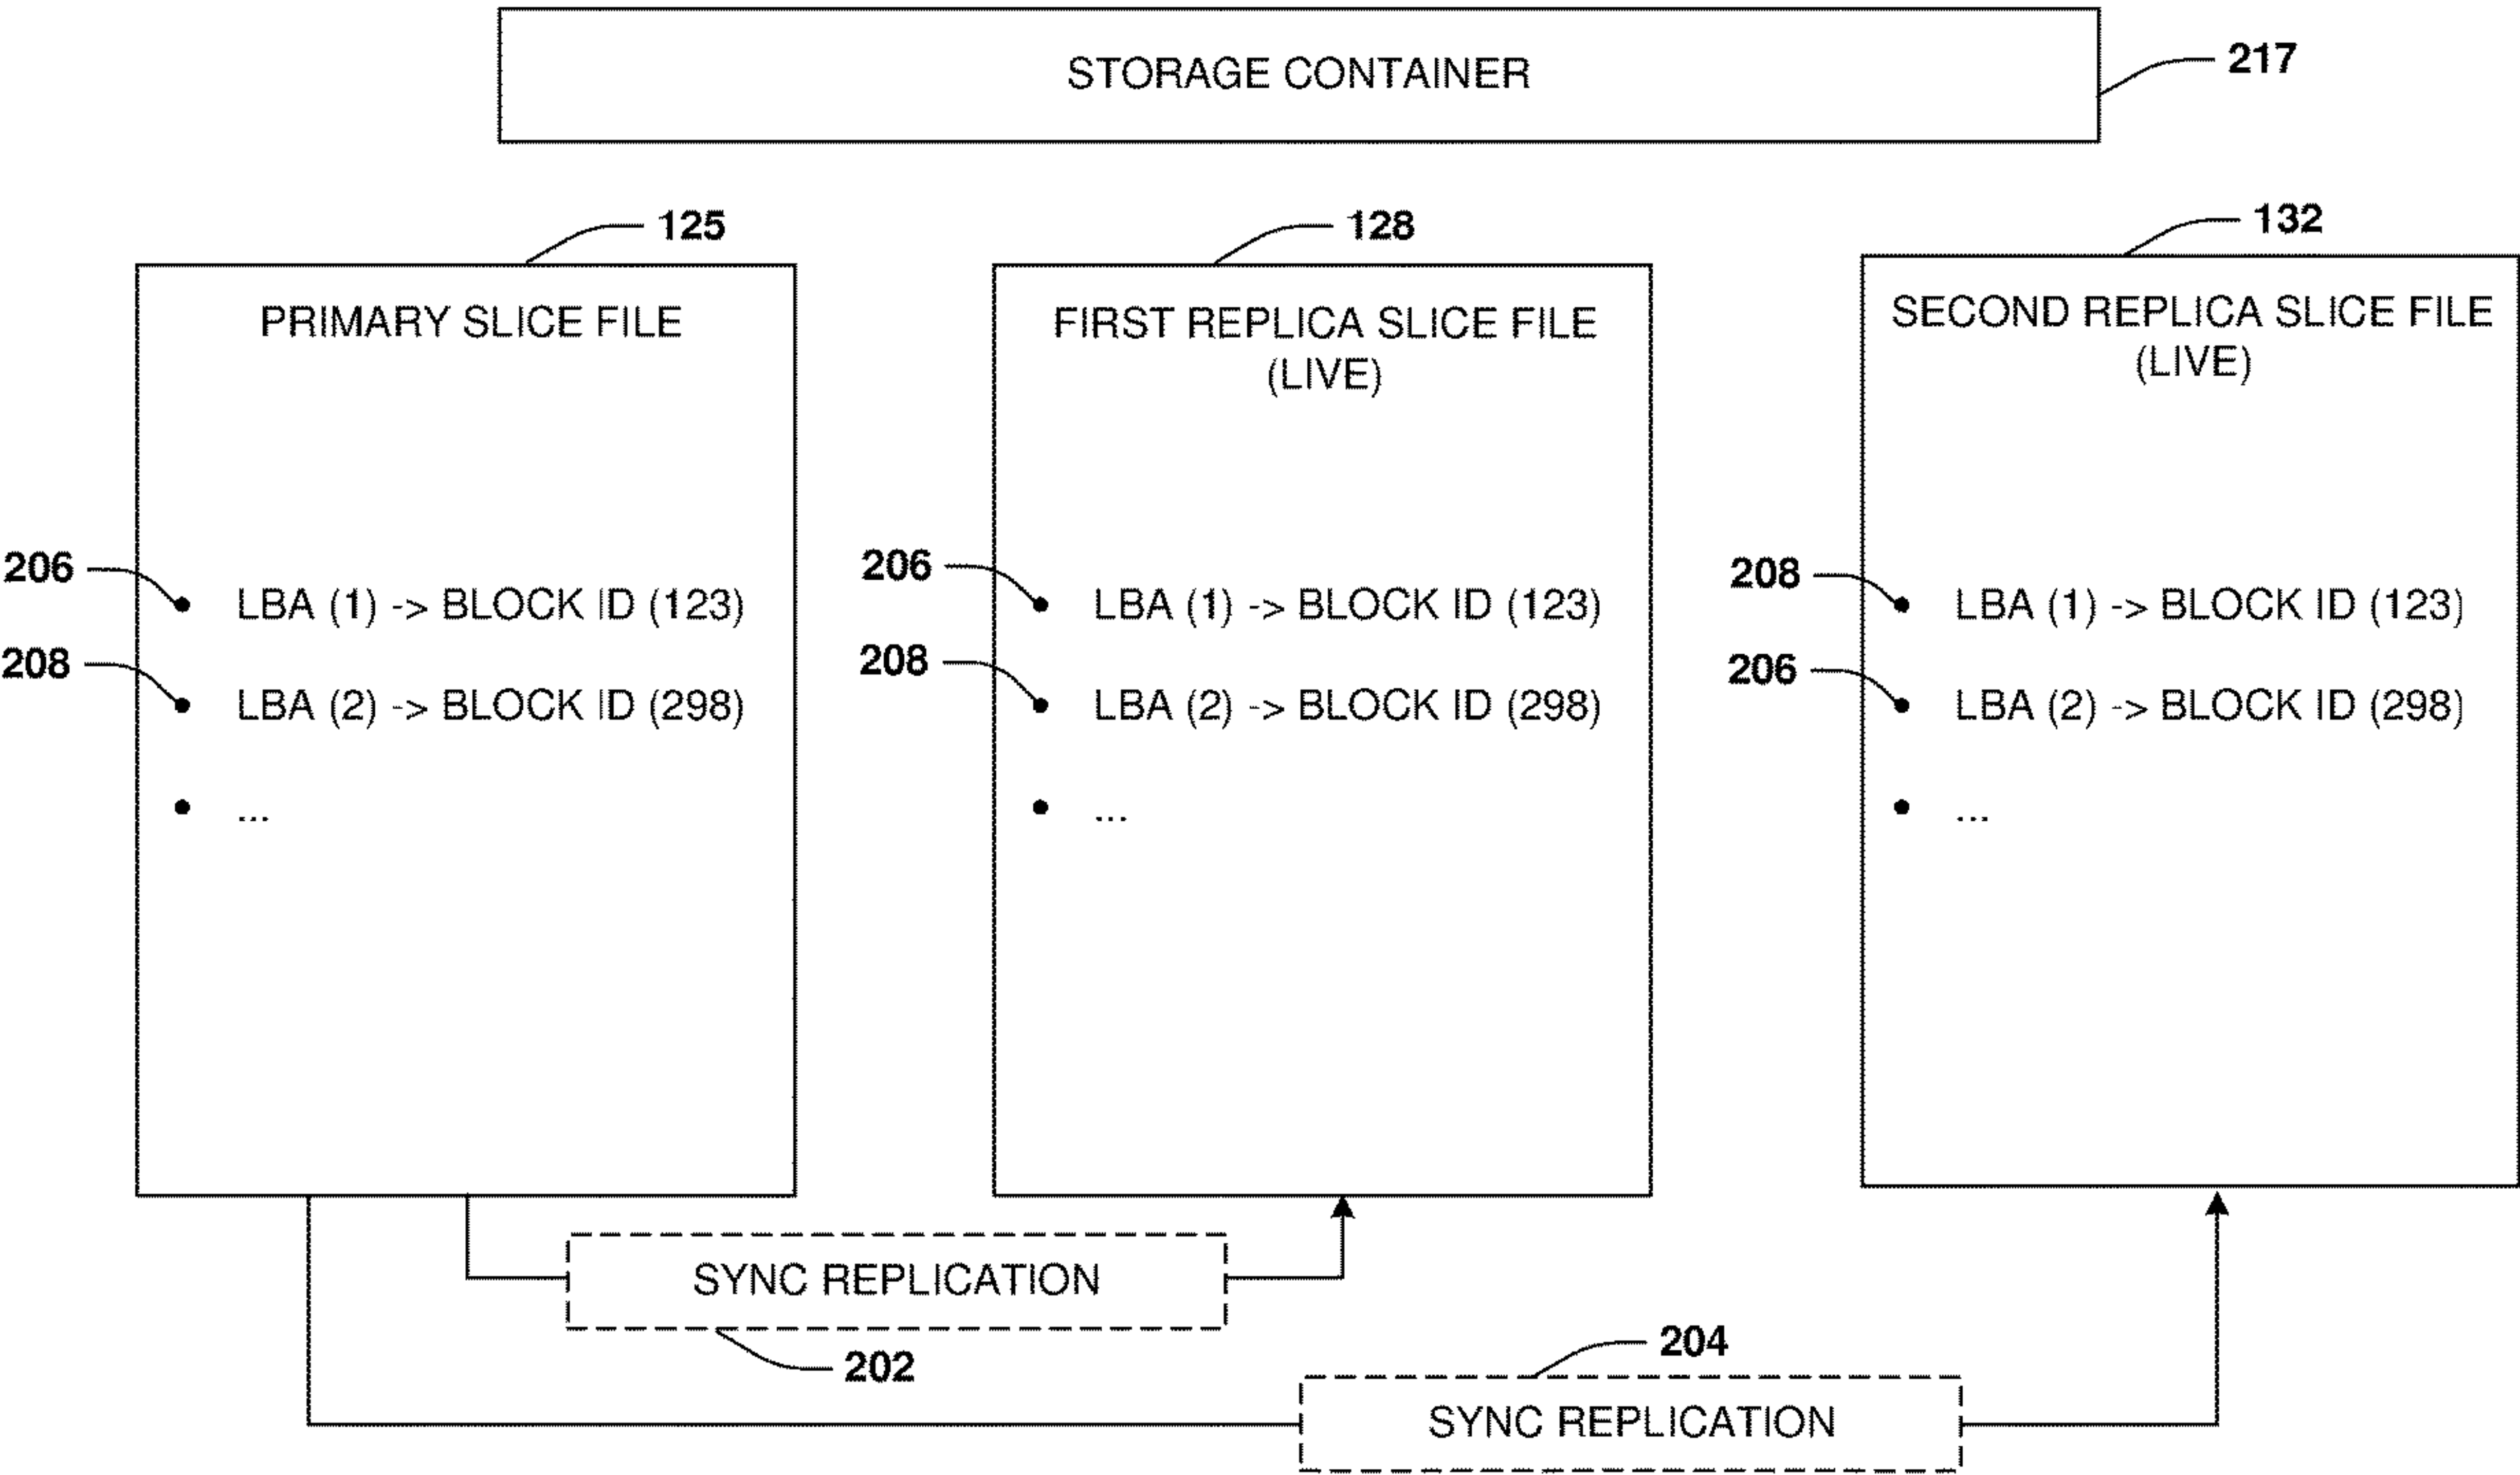 STORAGE CONTAINER
217
125
PRIMARY SLICE FILE
206
LBA (1) -> BLOCK ID (123)
208
LBA (2) -> BLOCK ID (298)
...
128
FIRST REPLICA SLICE FILE
(LIVE)
206
LBA (1) -> BLOCK ID (123)
208
LBA (2) -> BLOCK ID (298)
...
132
SECOND REPLICA SLICE FILE
(LIVE)
208
LBA (1) -> BLOCK ID (123)
206
LBA (2) -> BLOCK ID (298)
...
SYNC REPLICATION
202
204
SYNC REPLICATION